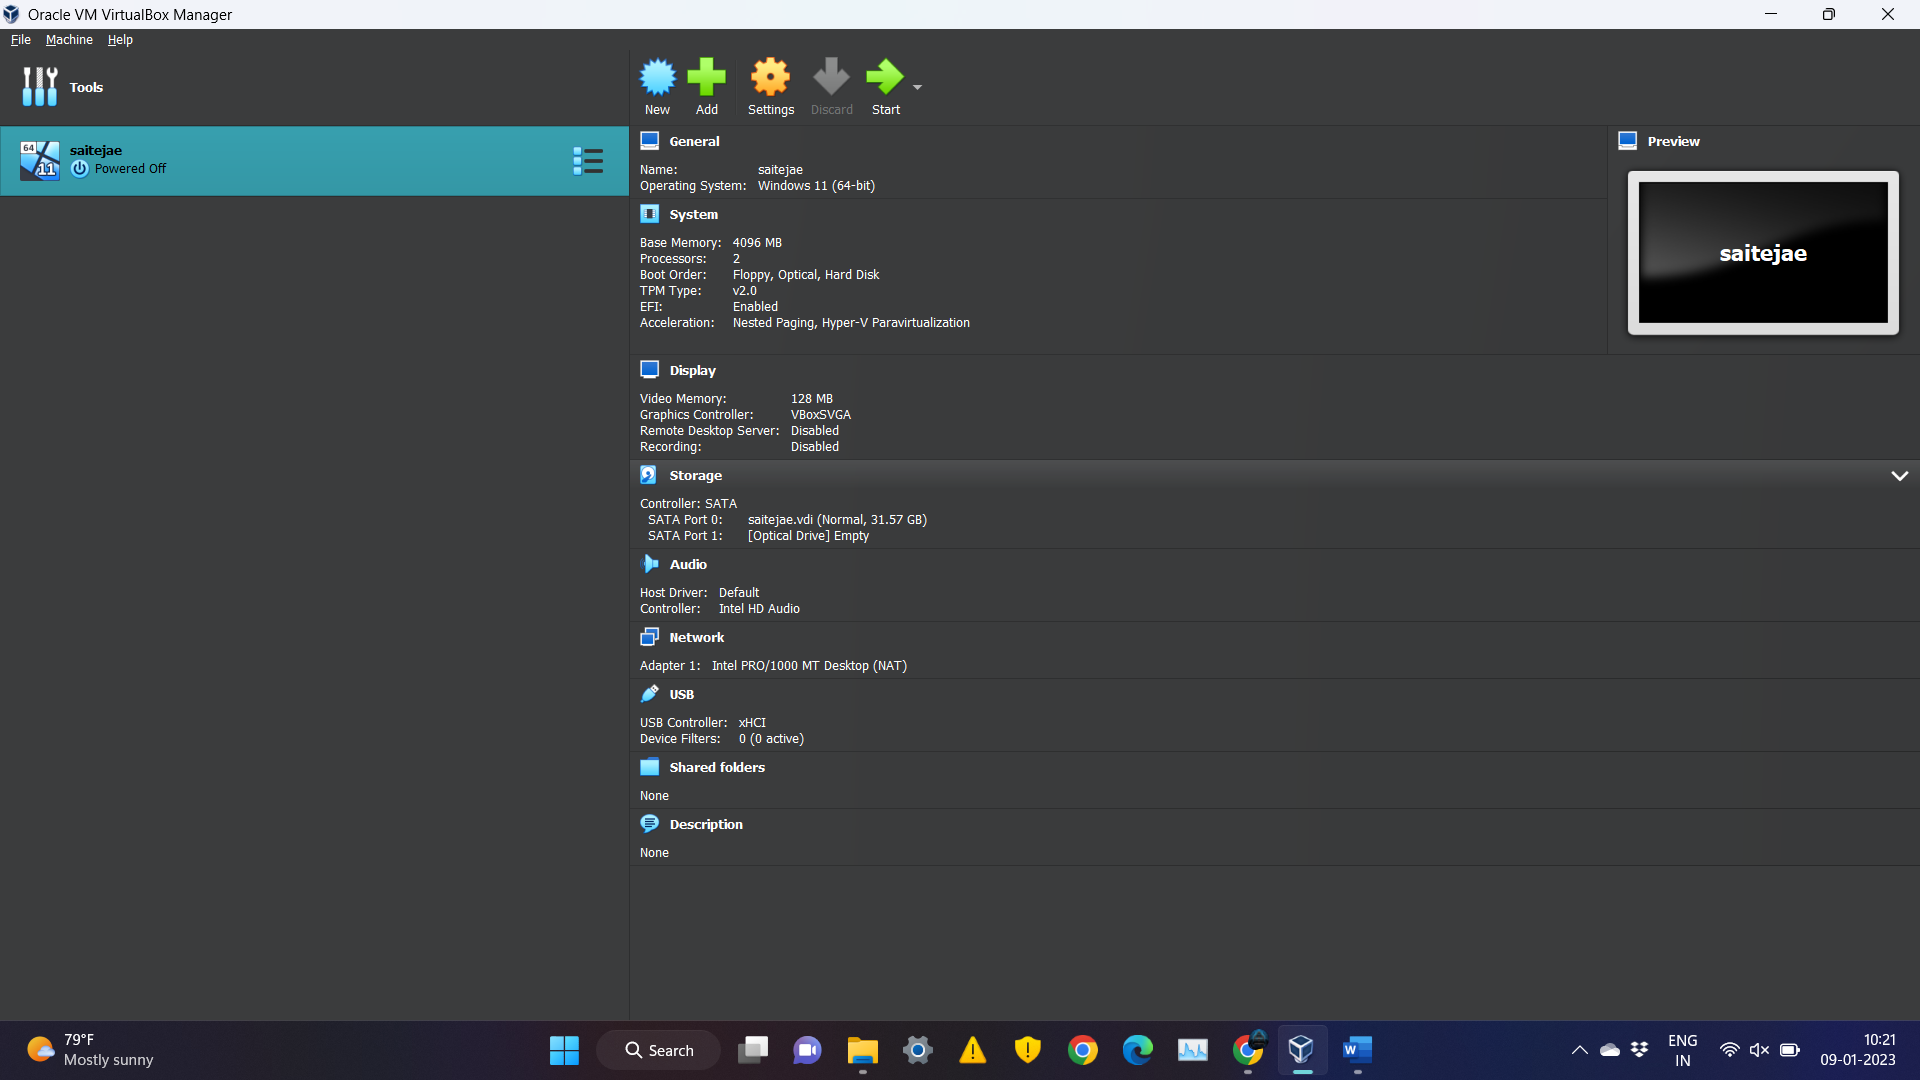 Oracle VM VirtualBox Manager
File Machine Help
Tools
New Add Settings Discard Start
64
11
saitejae
Powered Off
General
Name: saitejae
Operating System: Windows 11 (64-bit)
Preview
saitejae
System
Base Memory: 4096 MB
Processors: 2
Boot Order: Floppy, Optical, Hard Disk
TPM Type: v2.0
EFI: Enabled
Acceleration: Nested Paging, Hyper-V Paravirtualization
Display
Video Memory: 128 MB
Graphics Controller: VBoxSVGA
Remote Desktop Server: Disabled
Recording: Disabled
Storage
Controller: SATA
SATA Port 0: saitejae.vdi (Normal, 31.57 GB)
SATA Port 1: [Optical Drive] Empty
Audio
Host Driver: Default
Controller: Intel HD Audio
Network
Adapter 1: Intel PRO/1000 MT Desktop (NAT)
USB
USB Controller: xHCI
Device Filters: 0 (0 active)
Shared folders
None
Description
None
79°F
Mostly sunny
Search
W
ENG
IN
10:21
09-01-2023